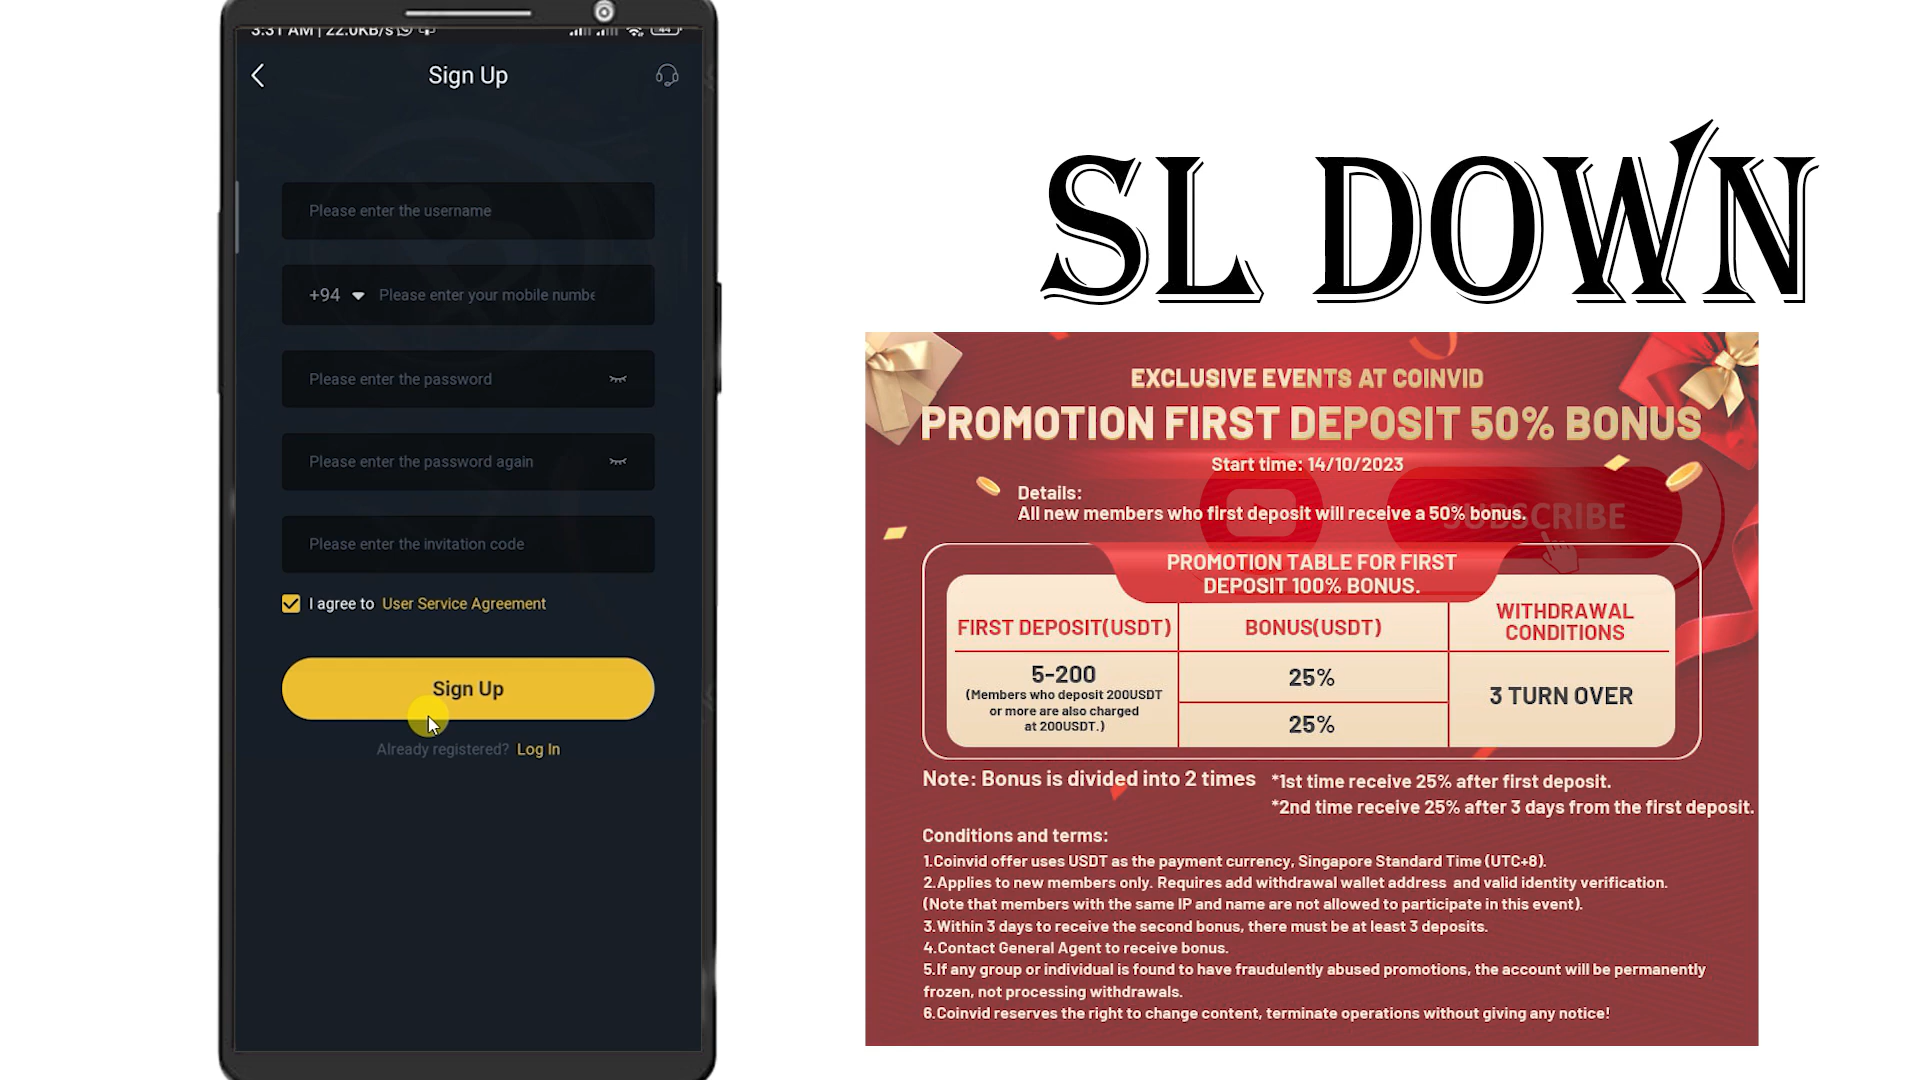 3:31 AM | 22.0KB/s
Sign Up
Please enter the username
+94 Please enter your mobile numbe
Please enter the password
Please enter the password again
Please enter the invitation code
I agree to User Service Agreement
Sign Up
Already registered? Log In
SL DOWN
EXCLUSIVE EVENTS AT COINVID
PROMOTION FIRST DEPOSIT 50% BONUS
Start time: 14/10/2023
Details:
All new members who first deposit will receive a 50% bonus.
SUBSCRIBE
PROMOTION TABLE FOR FIRST
DEPOSIT 100% BONUS.
FIRST DEPOSIT(USDT)
BONUS(USDT)
WITHDRAWAL
CONDITIONS
5-200
(Members who deposit 200USDT
or more are also charged
at 200USDT.)
25%
25%
3 TURN OVER
Note: Bonus is divided into 2 times
*1st time receive 25% after first deposit.
*2nd time receive 25% after 3 days from the first deposit.
Conditions and terms:
1.Coinvid offer uses USDT as the payment currency, Singapore Standard Time (UTC+8).
2.Applies to new members only. Requires add withdrawal wallet address and valid identity verification.
(Note that members with the same IP and name are not allowed to participate in this event).
3.Within 3 days to receive the second bonus, there must be at least 3 deposits.
4.Contact General Agent to receive bonus.
5.If any group or individual is found to have fraudulently abused promotions, the account will be permanently
frozen, not processing withdrawals.
6.Coinvid reserves the right to change content, terminate operations without giving any notice!